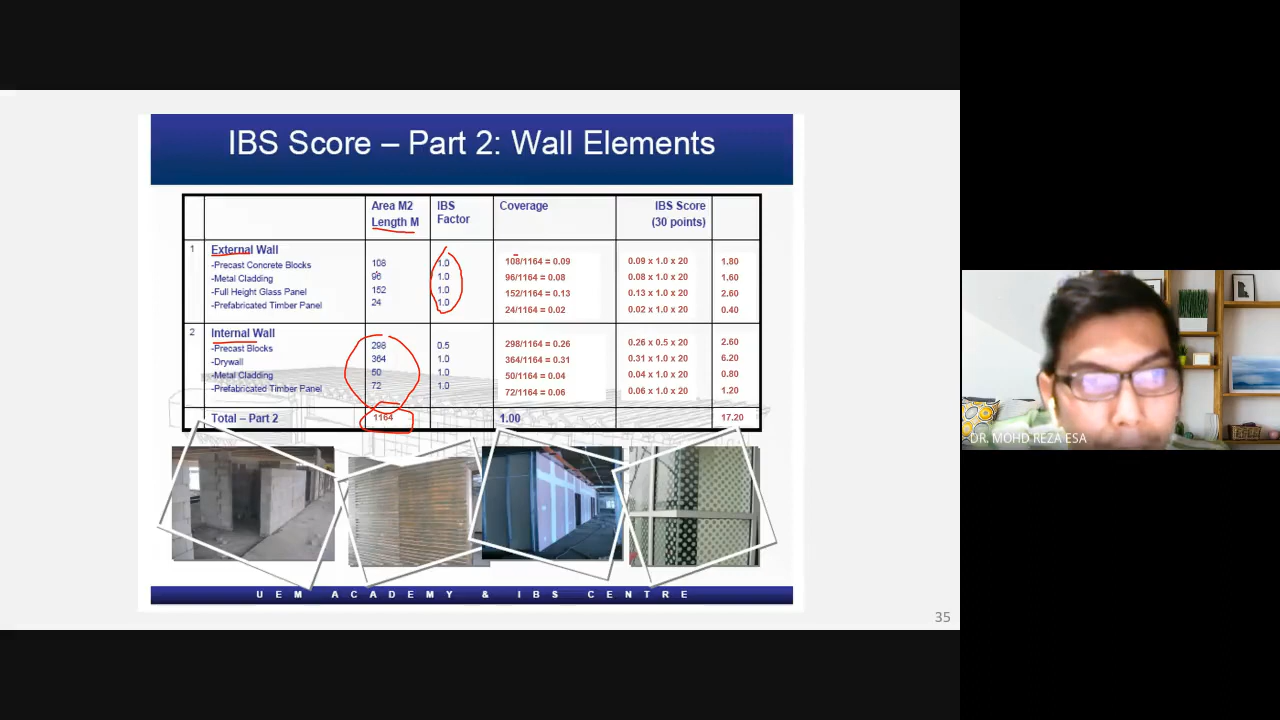 IBS Score – Part 2: Wall Elements
Area M2 IBS Coverage IBS Score
Length M Factor (30 points)
1 External Wall
-Precast Concrete Blocks 108 1.0 108/1164 = 0.09 0.09 x 1.0 x 20 1.80
-Metal Cladding 96 1.0 96/1164 = 0.08 0.08 x 1.0 x 20 1.60
-Full Height Glass Panel 152 1.0 152/1164 = 0.13 0.13 x 1.0 x 20 2.60
-Prefabricated Timber Panel 24 1.0 24/1164 = 0.02 0.02 x 1.0 x 20 0.40
2 Internal Wall
-Precast Blocks 298 0.5 298/1164 = 0.26 0.26 x 0.5 x 20 2.60
-Drywall 364 1.0 364/1164 = 0.31 0.31 x 1.0 x 20 6.20
-Metal Cladding 50 1.0 50/1164 = 0.04 0.04 x 1.0 x 20 0.80
-Prefabricated Timber Panel 72 1.0 72/1164 = 0.06 0.06 x 1.0 x 20 1.20
Total – Part 2 1164 1.00 17.20
UEM ACADEMY & IBS CENTRE
35
DR. MOHD REZA ESA